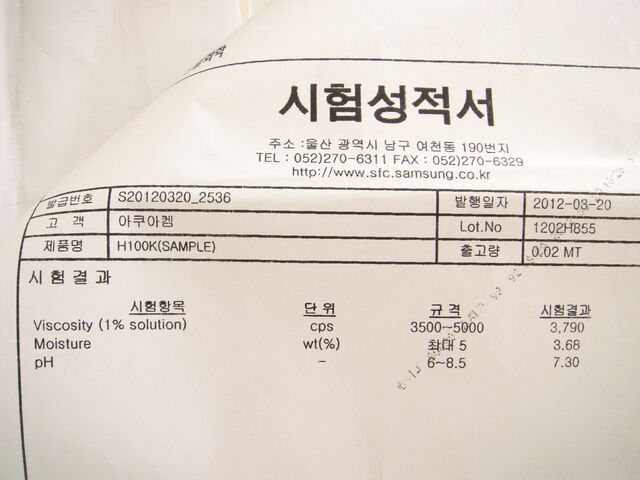 시험성적서
주소 :울산 광역시 남구 여천동 190번지
TEL : 052)270-6311 FAX : 052)270-6329
http://www.sfc.samsung.co.kr
발급번호 S20120320_2536 발행일자 2012-03-20
고 객 아쿠아켐 Lot.No 1202H855
제품명 H100K(SAMPLE) 출고량 0.02 MT
시 험 결 과
시험항목 단 위 규 격 시험결과
Viscosity (1% solution) cps 3500~5000 3,790
Moisture wt(%) 최대 5 3.68
pH - 6~8.5 7.30